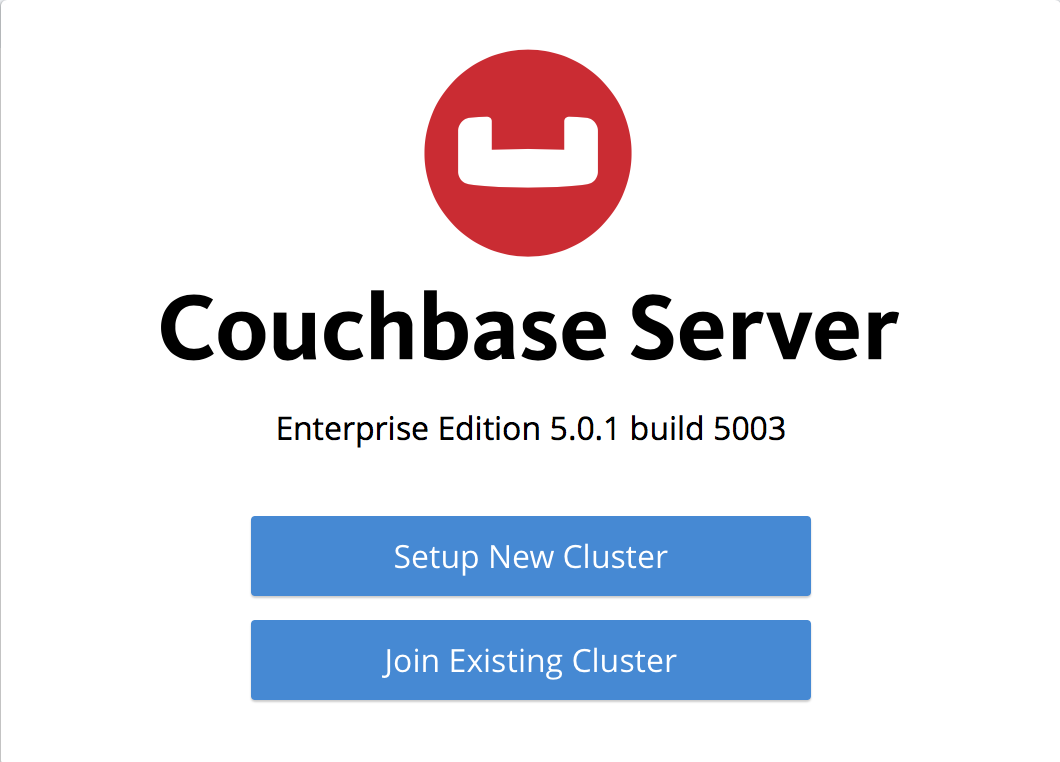 Couchbase Server
Enterprise Edition 5.0.1 build 5003
Setup New Cluster
Join Existing Cluster